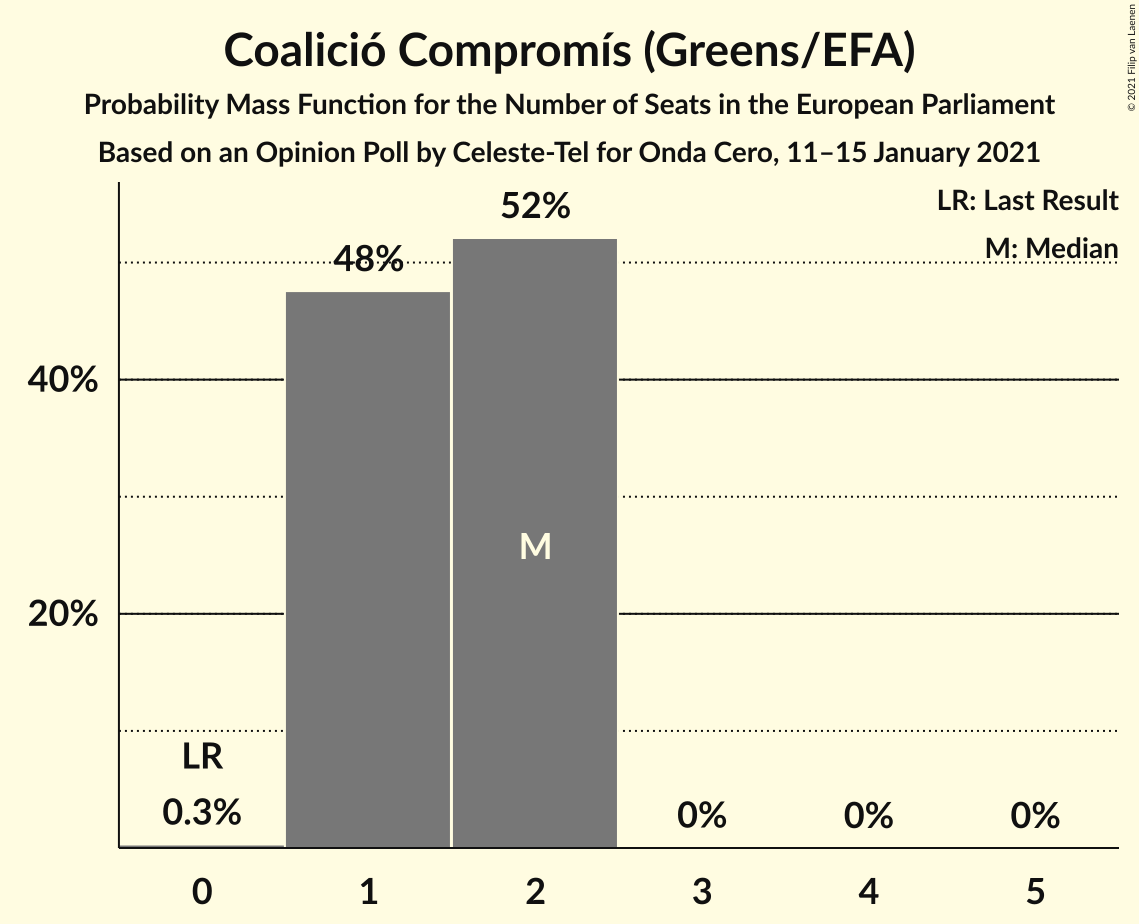 Coalició Compromís (Greens/EFA)
Probability Mass Function for the Number of Seats in the European Parliament
Based on an Opinion Poll by Celeste-Tel for Onda Cero, 11–15 January 2021
© 2021 Filip van Laenen
LR: Last Result
M: Median
52%
48%
40%
M
20%
LR
0.3%
0%
0%
0%
0
1
2
3
4
5